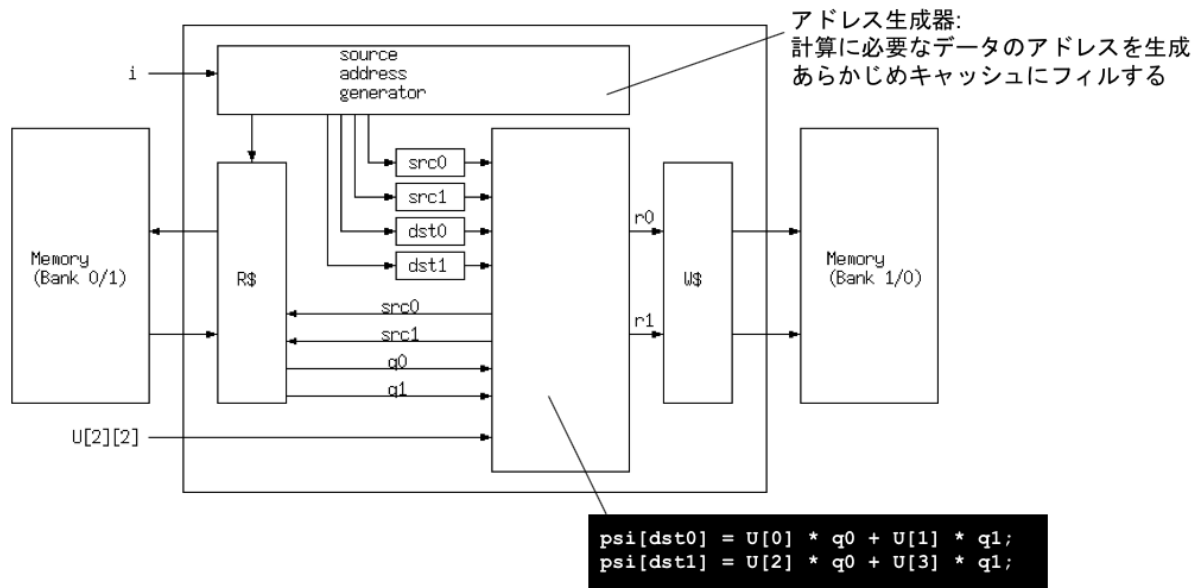 アドレス生成器:
計算に必要なデータのアドレスを生成
あらかじめキャッシュにフィルする
source
address
generator
i
src0
src1
dst0
dst1
r0
Memory
(Bank 0/1)
R$
W$
Memory
(Bank 1/0)
src0
r1
src1
q0
q1
U[2][2]
psi[dst0] = U[0] * q0 + U[1] * q1;
psi[dst1] = U[2] * q0 + U[3] * q1;